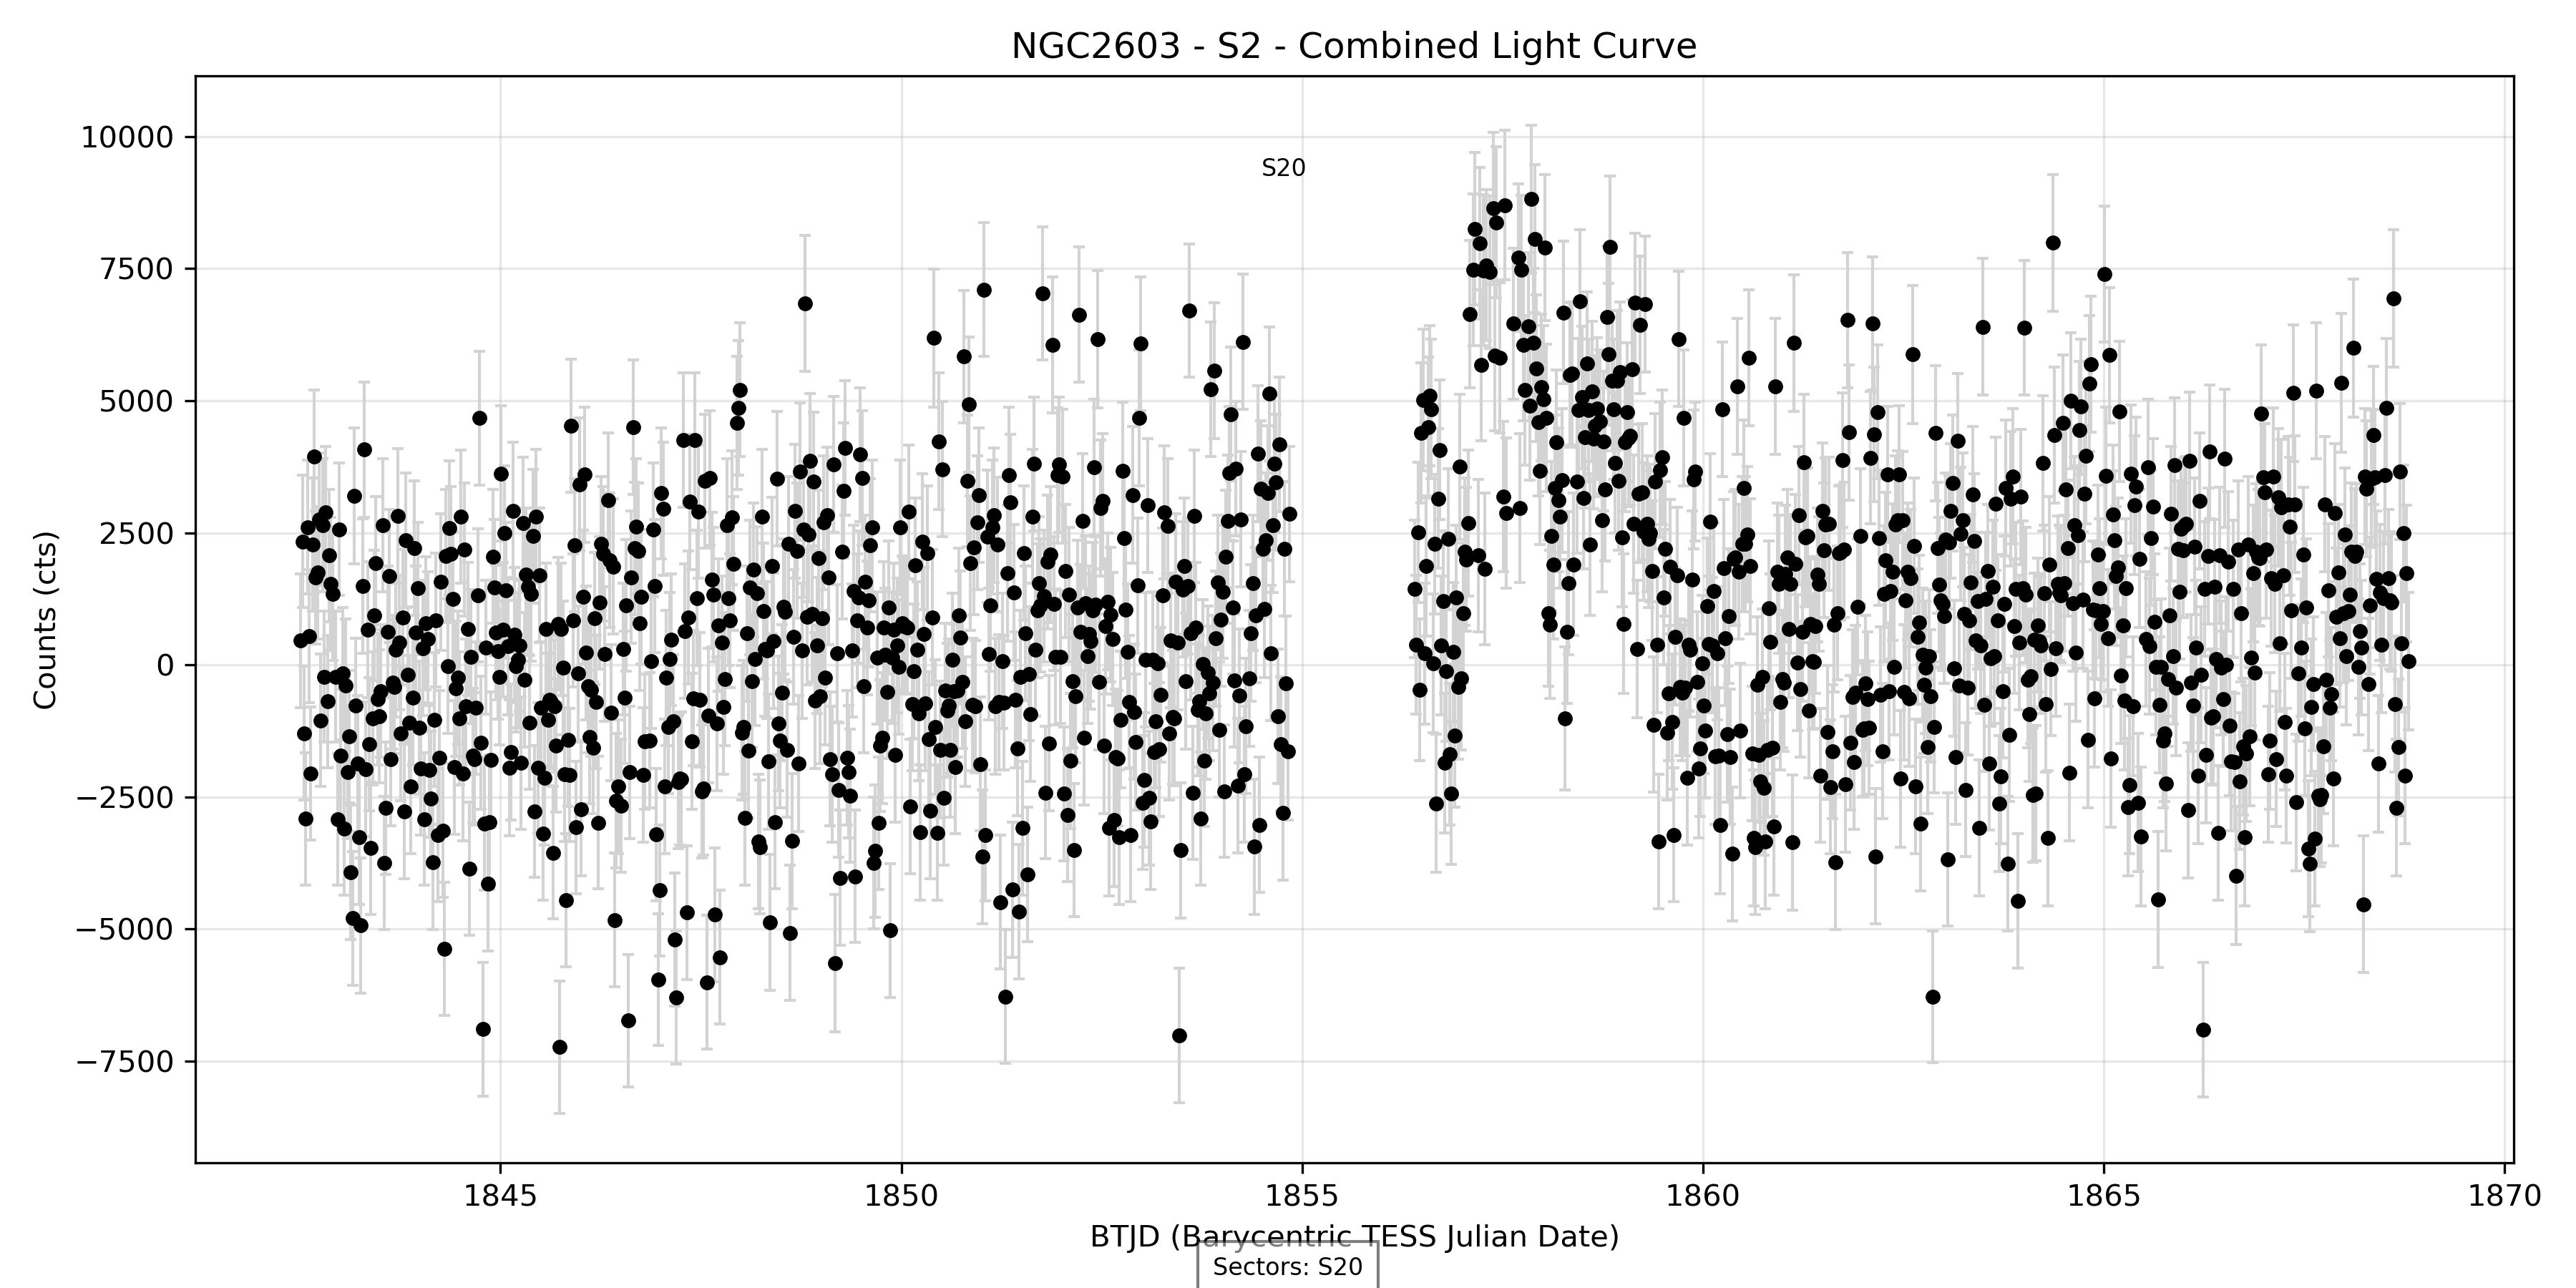 NGC2603 - S2 - Combined Light Curve
10000
7500
5000
2500
0
−2500
−5000
−7500
Counts (cts)
S20
1845
1850
1855
1860
1865
1870
BTJD (Barycentric TESS Julian Date)
Sectors: S20